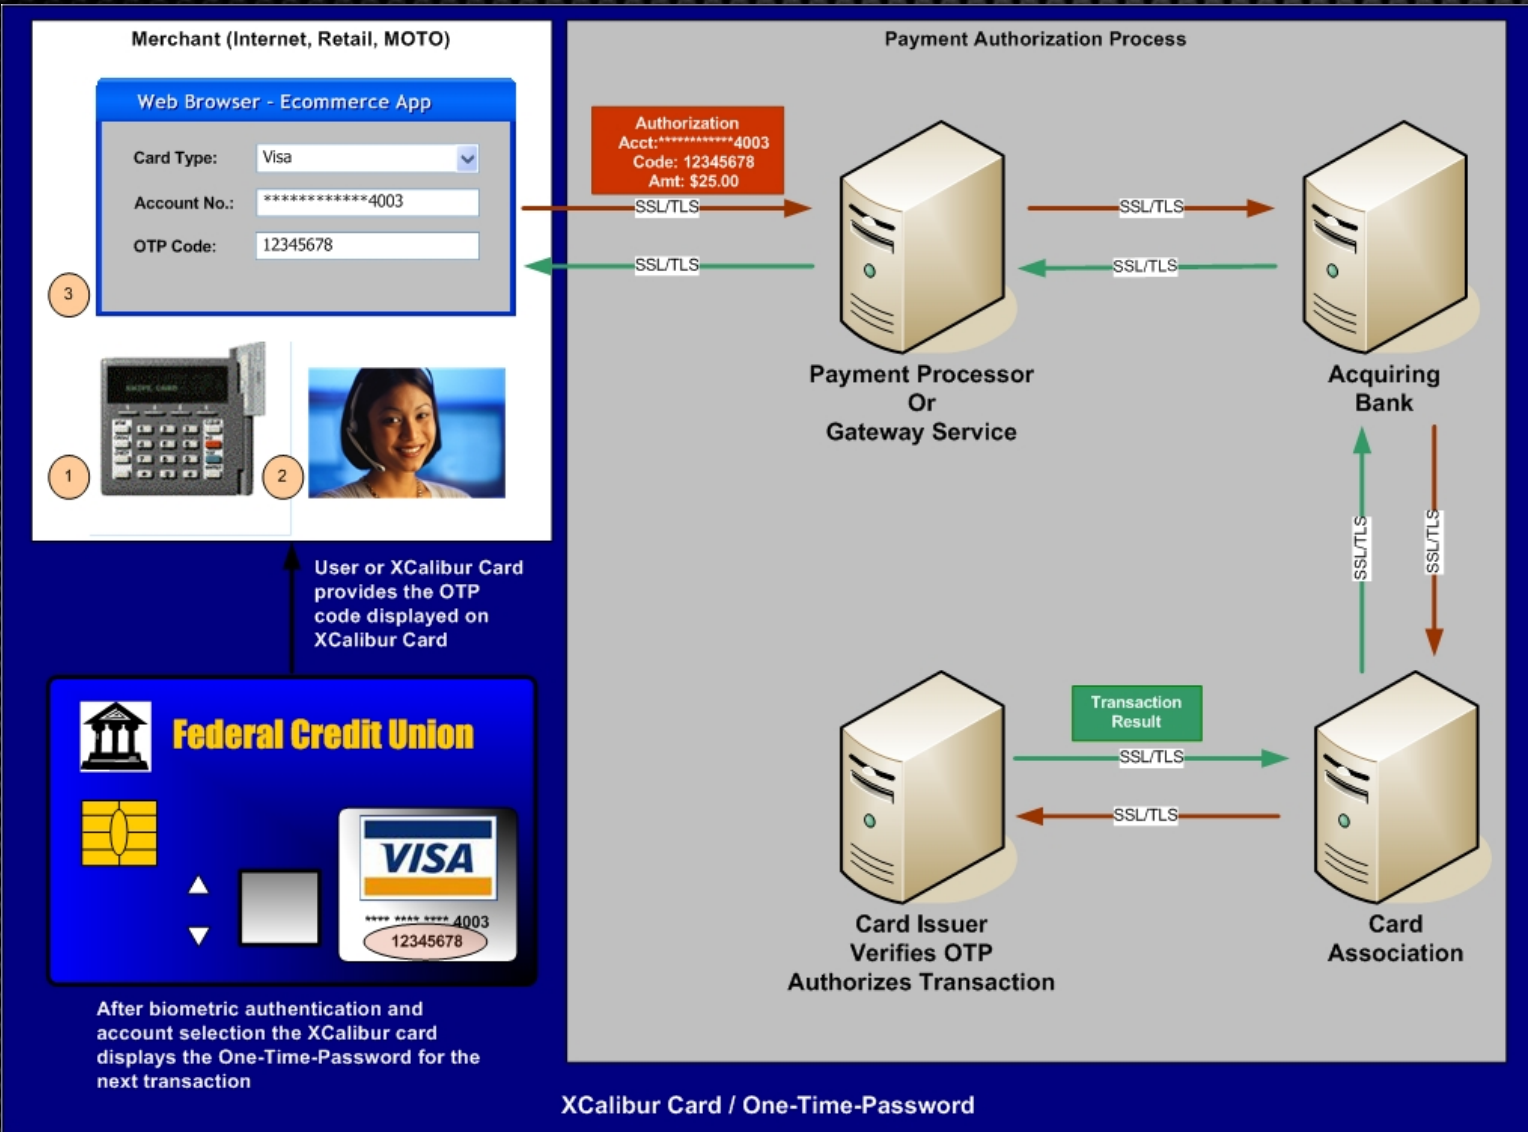 Merchant (Internet, Retail, MOTO)
Web Browser - Ecommerce App
Card Type:
Visa
Account No.:
************4003
OTP Code:
12345678
3
SWIPE CARD
1
2
User or XCalibur Card
provides the OTP
code displayed on
XCalibur Card
Federal Credit Union
VISA
**** **** **** 4003
12345678
After biometric authentication and
account selection the XCalibur card
displays the One-Time-Password for the
next transaction
Payment Authorization Process
Authorization
Acct:************4003
Code: 12345678
Amt: $25.00
SSL/TLS
SSL/TLS
SSL/TLS
SSL/TLS
Payment Processor
Or
Gateway Service
Acquiring
Bank
SSL/TLS
SSL/TLS
Transaction
Result
SSL/TLS
SSL/TLS
Card Issuer
Verifies OTP
Authorizes Transaction
Card
Association
XCalibur Card / One-Time-Password